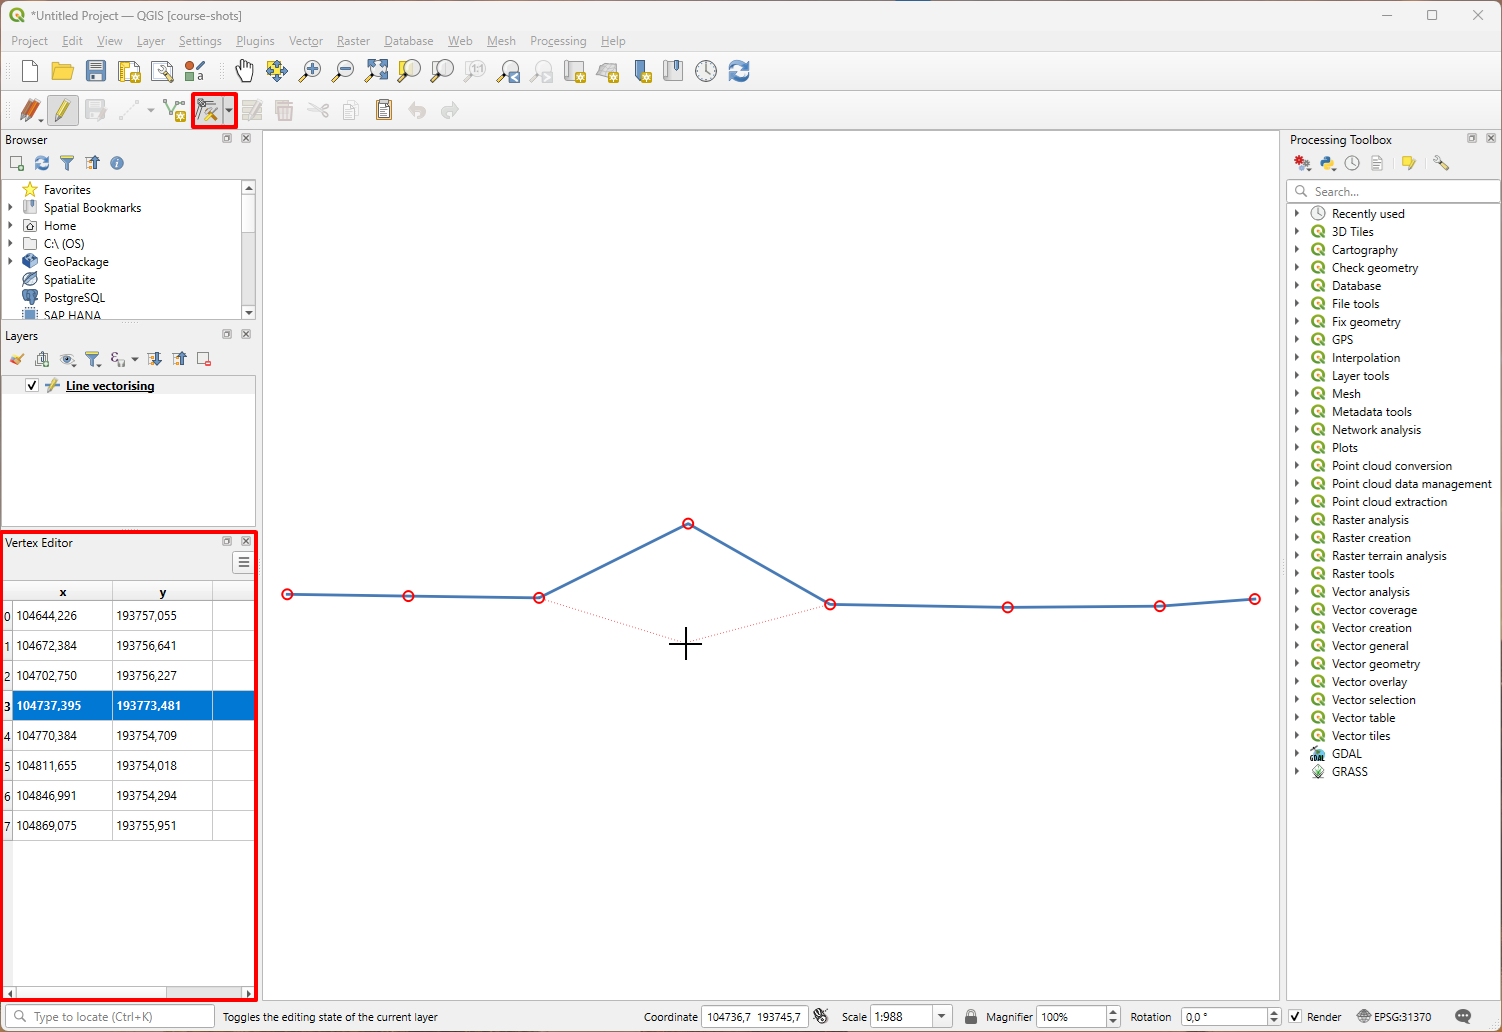 *Untitled Project — QGIS [course-shots]
Project Edit View Layer Settings Plugins Vector Raster Database Web Mesh Processing Help
Browser
Favorites
Spatial Bookmarks
Home
C:\ (OS)
GeoPackage
SpatiaLite
PostgreSQL
SAP HANA
Layers
Line vectorising
Vertex Editor
x y
0 104644,226 193757,055
1 104672,384 193756,641
2 104702,750 193756,227
3 104737,395 193773,481
4 104770,384 193754,709
5 104811,655 193754,018
6 104846,991 193754,294
7 104869,075 193755,951
Processing Toolbox
Search...
Recently used
3D Tiles
Cartography
Check geometry
Database
File tools
Fix geometry
GPS
Interpolation
Layer tools
Mesh
Metadata tools
Network analysis
Plots
Point cloud conversion
Point cloud data management
Point cloud extraction
Raster analysis
Raster creation
Raster terrain analysis
Raster tools
Vector analysis
Vector coverage
Vector creation
Vector general
Vector geometry
Vector overlay
Vector selection
Vector table
Vector tiles
GDAL
GRASS
Type to locate (Ctrl+K) Toggles the editing state of the current layer Coordinate 104736,7 193745,7 Scale 1:988 Magnifier 100% Rotation 0,0 ° Render EPSG:31370